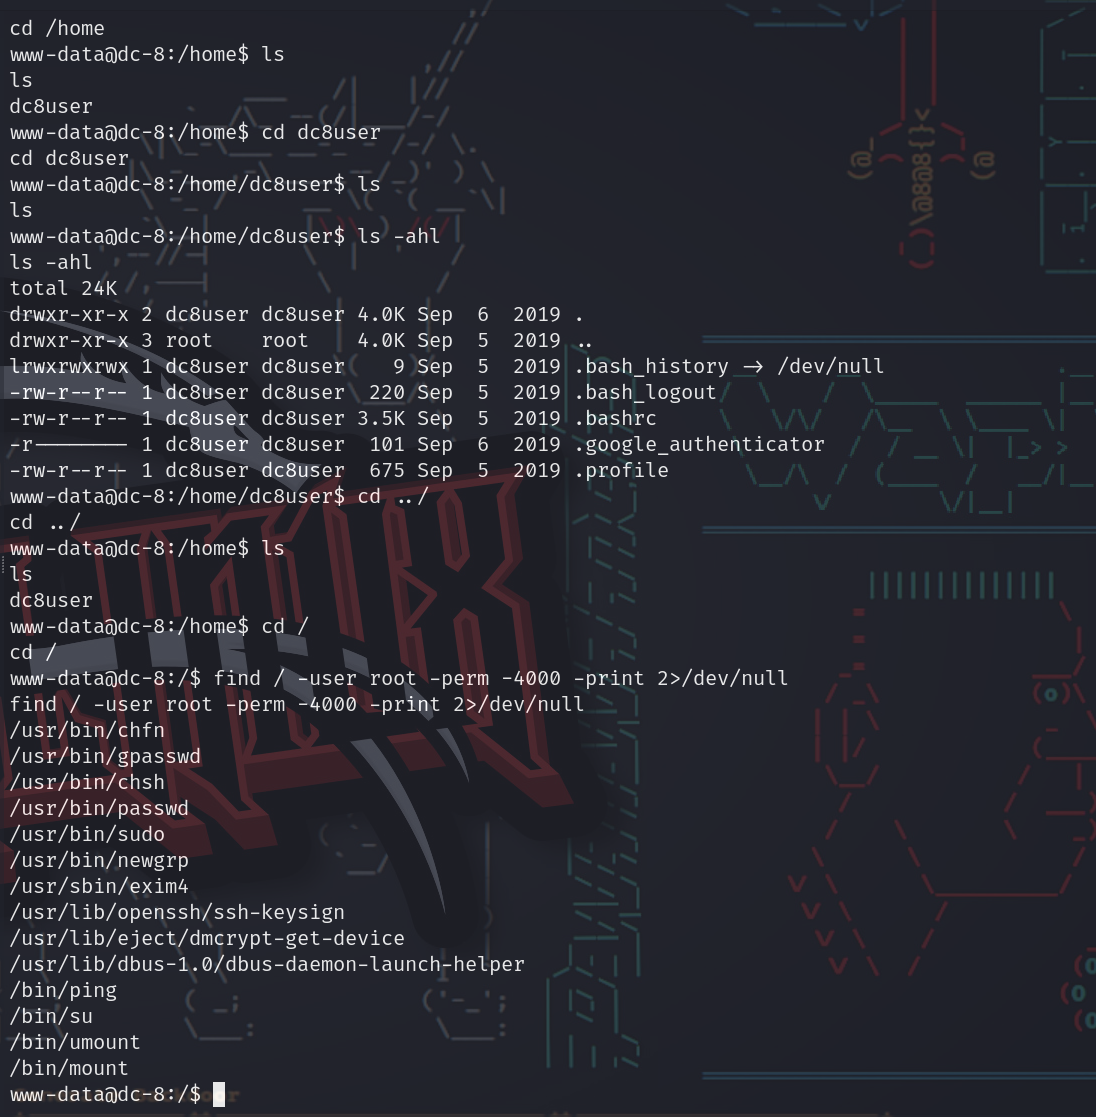 cd /home
www-data@dc-8:/home$ ls
ls
dc8user
www-data@dc-8:/home$ cd dc8user
cd dc8user
www-data@dc-8:/home/dc8user$ ls
ls
www-data@dc-8:/home/dc8user$ ls -ahl
ls -ahl
total 24K
drwxr-xr-x 2 dc8user dc8user 4.0K Sep  6  2019 .
drwxr-xr-x 3 root    root    4.0K Sep  5  2019 ..
lrwxrwxrwx 1 dc8user dc8user    9 Sep  5  2019 .bash_history -> /dev/null
-rw-r--r-- 1 dc8user dc8user  220 Sep  5  2019 .bash_logout
-rw-r--r-- 1 dc8user dc8user 3.5K Sep  5  2019 .bashrc
-r-------- 1 dc8user dc8user  101 Sep  6  2019 .google_authenticator
-rw-r--r-- 1 dc8user dc8user  675 Sep  5  2019 .profile
www-data@dc-8:/home/dc8user$ cd ../
cd ../
www-data@dc-8:/home$ ls
ls
dc8user
www-data@dc-8:/home$ cd /
cd /
www-data@dc-8:/$ find / -user root -perm -4000 -print 2>/dev/null
find / -user root -perm -4000 -print 2>/dev/null
/usr/bin/chfn
/usr/bin/gpasswd
/usr/bin/chsh
/usr/bin/passwd
/usr/bin/sudo
/usr/bin/newgrp
/usr/sbin/exim4
/usr/lib/openssh/ssh-keysign
/usr/lib/eject/dmcrypt-get-device
/usr/lib/dbus-1.0/dbus-daemon-launch-helper
/bin/ping
/bin/su
/bin/umount
/bin/mount
www-data@dc-8:/$